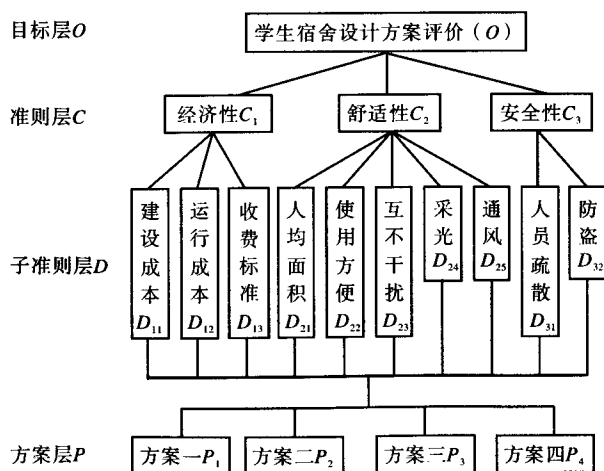 目标层O
学生宿舍设计方案评价(O)
准则层C
经济性C₁
舒适性C₂
安全性C₃
子准则层D
建设成本D₁₁
运行成本D₁₂
收费标准D₁₃
人均面积D₂₁
使用方便D₂₂
互不干扰D₂₃
采光D₂₄
通风D₂₅
人员疏散D₃₁
防盗D₃₂
方案层P
方案一P₁
方案二P₂
方案三P₃
方案四P₄